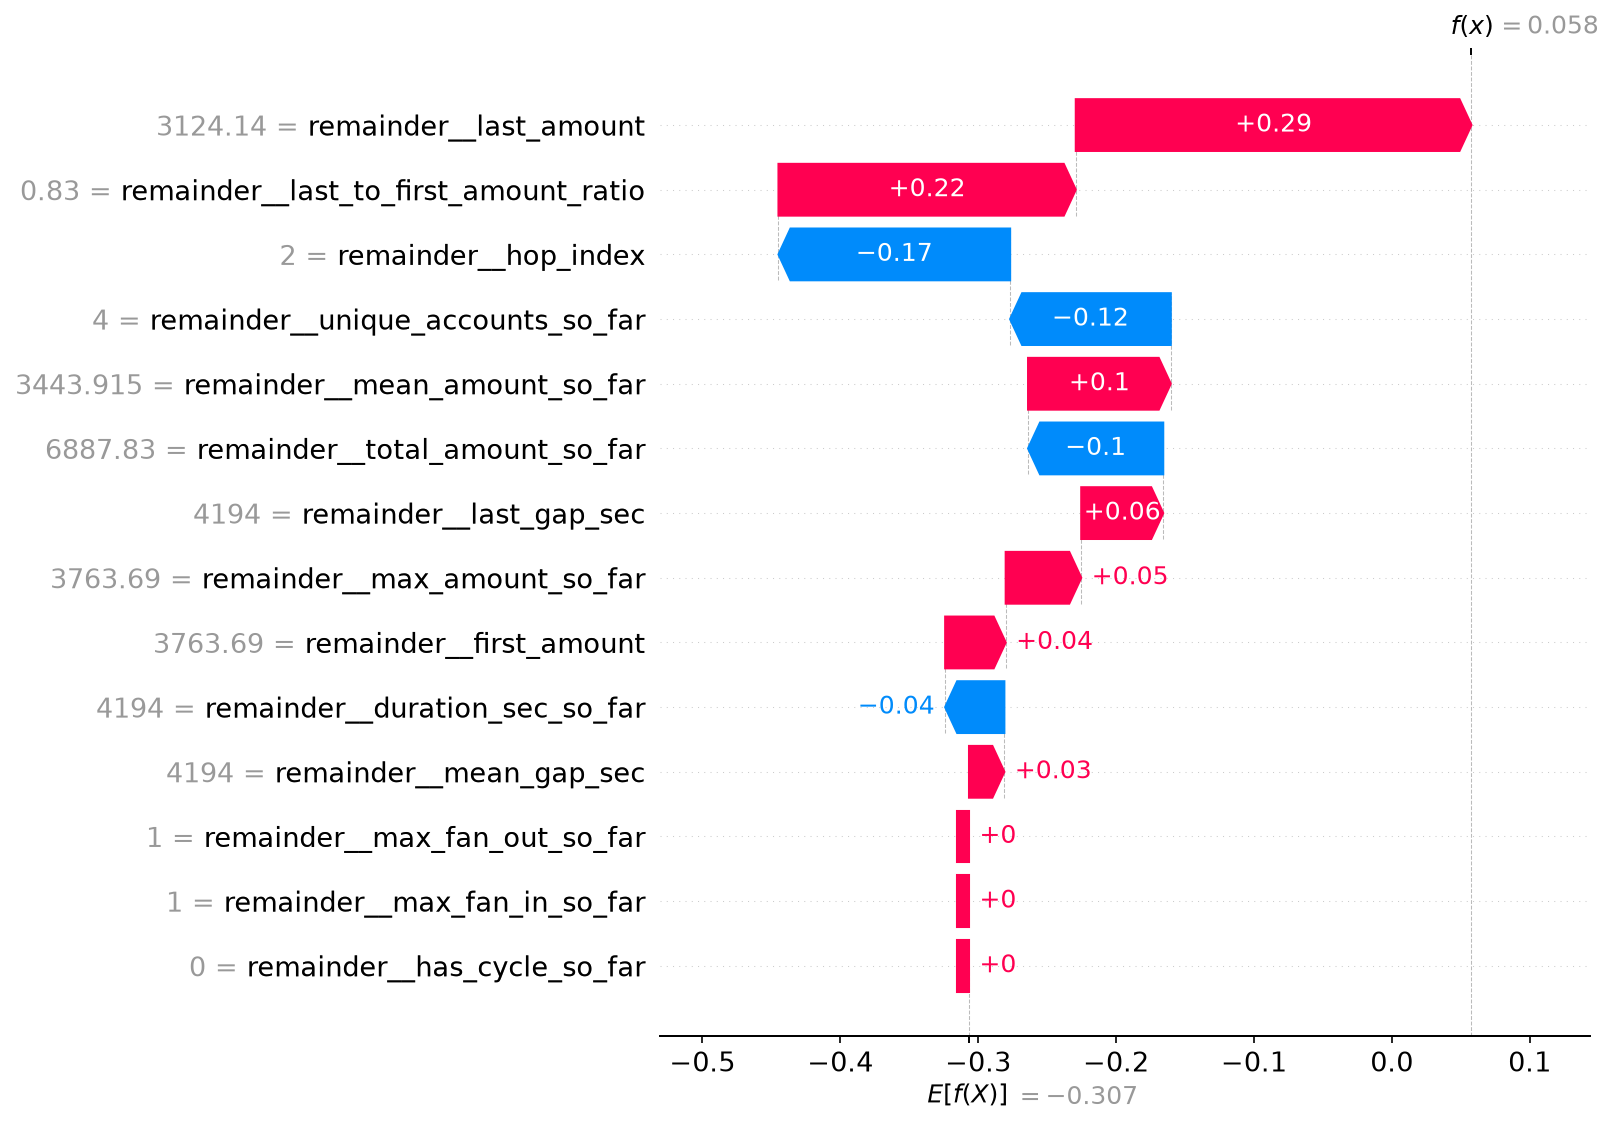 f(x) = 0.058
3124.14 = remainder__last_amount +0.29
0.83 = remainder__last_to_first_amount_ratio +0.22
2 = remainder__hop_index −0.17
4 = remainder__unique_accounts_so_far −0.12
3443.915 = remainder__mean_amount_so_far +0.1
6887.83 = remainder__total_amount_so_far −0.1
4194 = remainder__last_gap_sec +0.06
3763.69 = remainder__max_amount_so_far +0.05
3763.69 = remainder__first_amount +0.04
4194 = remainder__duration_sec_so_far −0.04
4194 = remainder__mean_gap_sec +0.03
1 = remainder__max_fan_out_so_far +0
1 = remainder__max_fan_in_so_far +0
0 = remainder__has_cycle_so_far +0
−0.5 −0.4 −0.3 −0.2 −0.1 0.0 0.1
E[f(X)] = −0.307